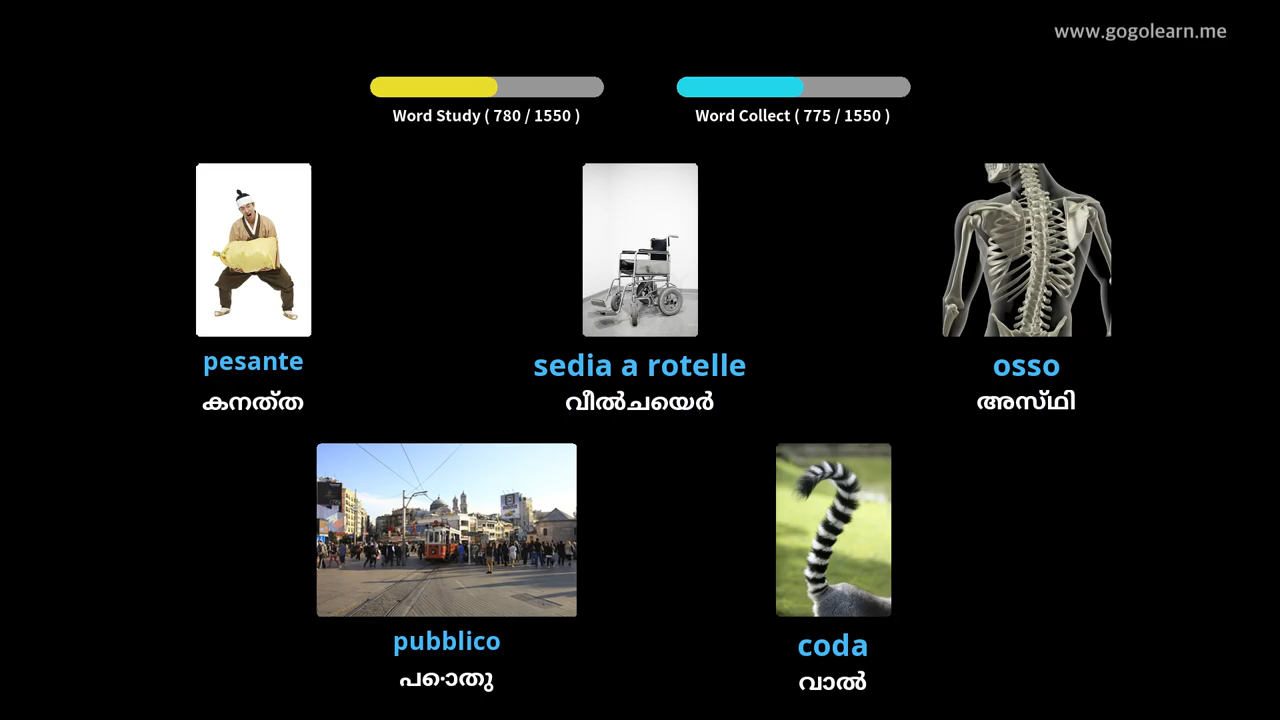 www.gogolearn.me
Word Study ( 780 / 1550 )
Word Collect ( 775 / 1550 )
pesante
കനത്ത
sedia a rotelle
വീൽചയെർ
osso
അസ്ഥി
pubblico
പൊതു
coda
വാൽ